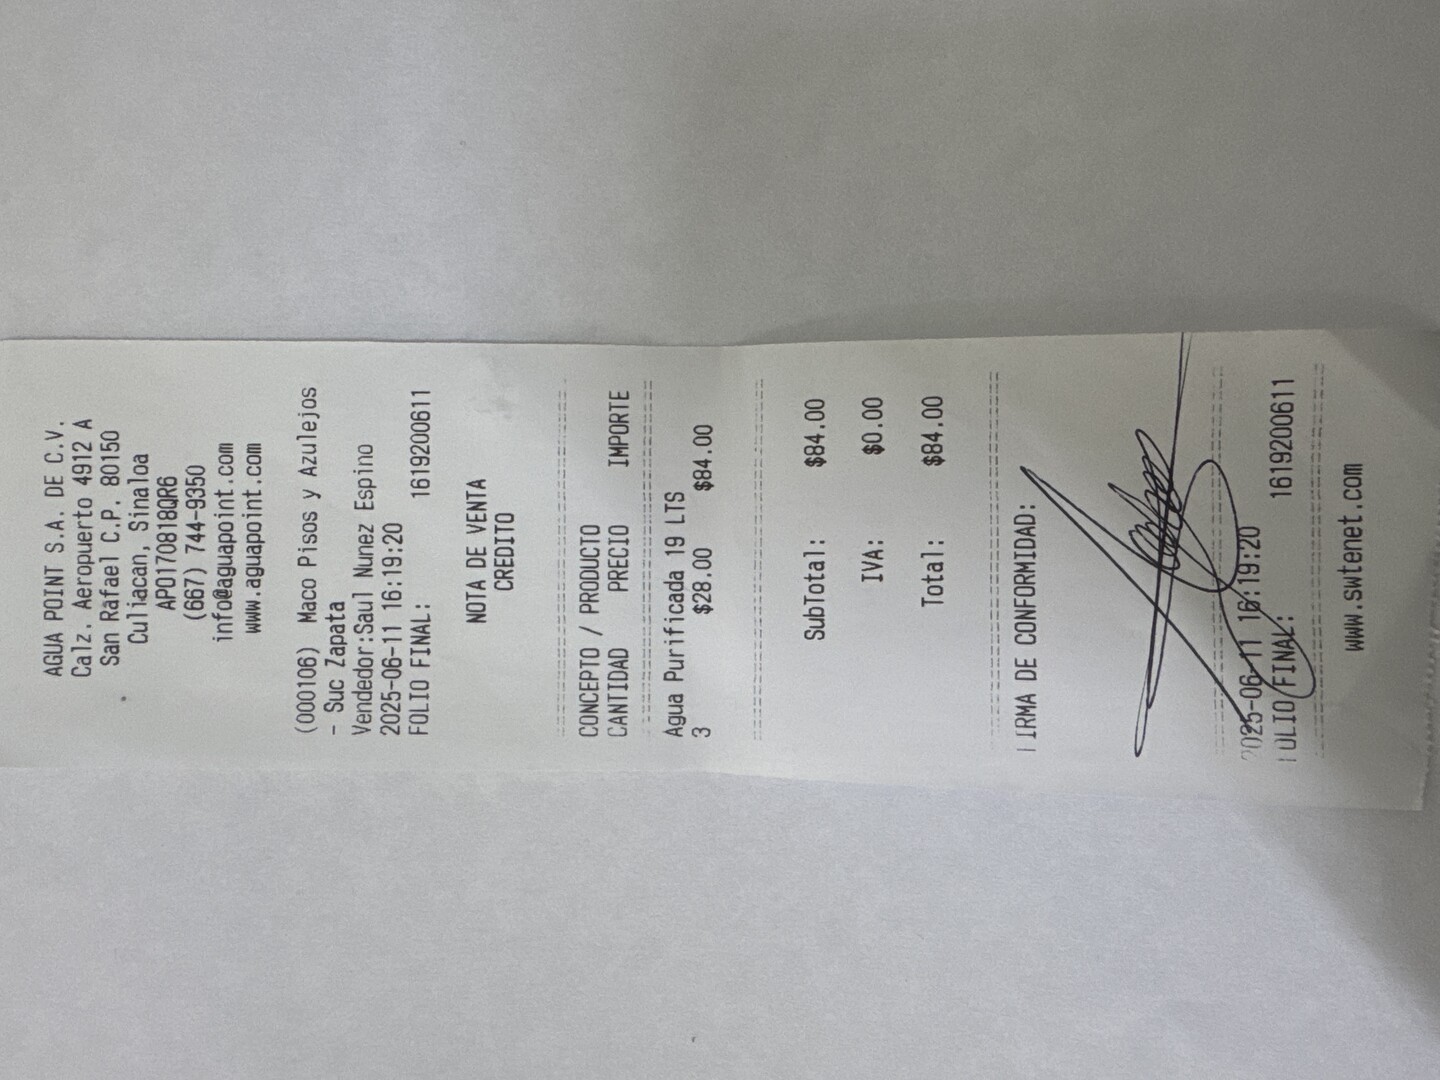 AGUA POINT S.A. DE C.V.
Calz. Aeropuerto 4912 A
San Rafael C.P. 80150
Culiacan, Sinaloa
APO170818QR6
(667) 744-9350
info@aguapoint.com
www.aguapoint.com
(000106) Maco Pisos y Azulejos
- Suc Zapata
Vendedor:Saul Nunez Espino
2025-06-11 16:19:20
FOLIO FINAL: 1619200611
NOTA DE VENTA
CREDITO
CONCEPTO / PRODUCTO
CANTIDAD PRECIO IMPORTE
Agua Purificada 19 LTS
3 $28.00 $84.00
SubTotal: $84.00
IVA: $0.00
Total: $84.00
FIRMA DE CONFORMIDAD:
2025-06-11 16:19:20
FOLIO FINAL: 1619200611
www.swtenet.com